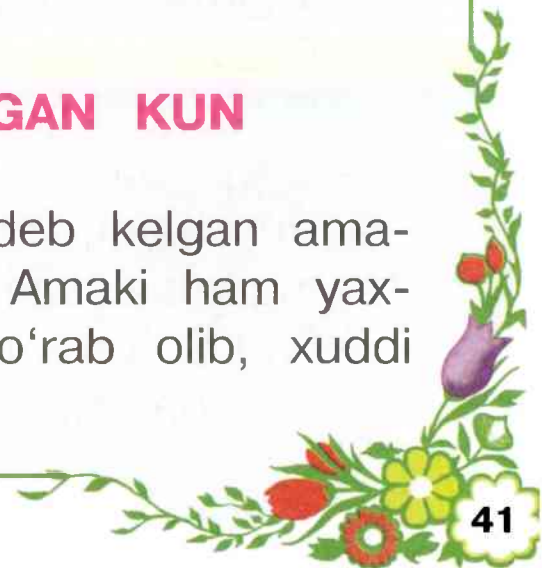 GAN KUN
deb kelgan ama-
Amaki ham yax-
o‘rab olib, xuddi
41